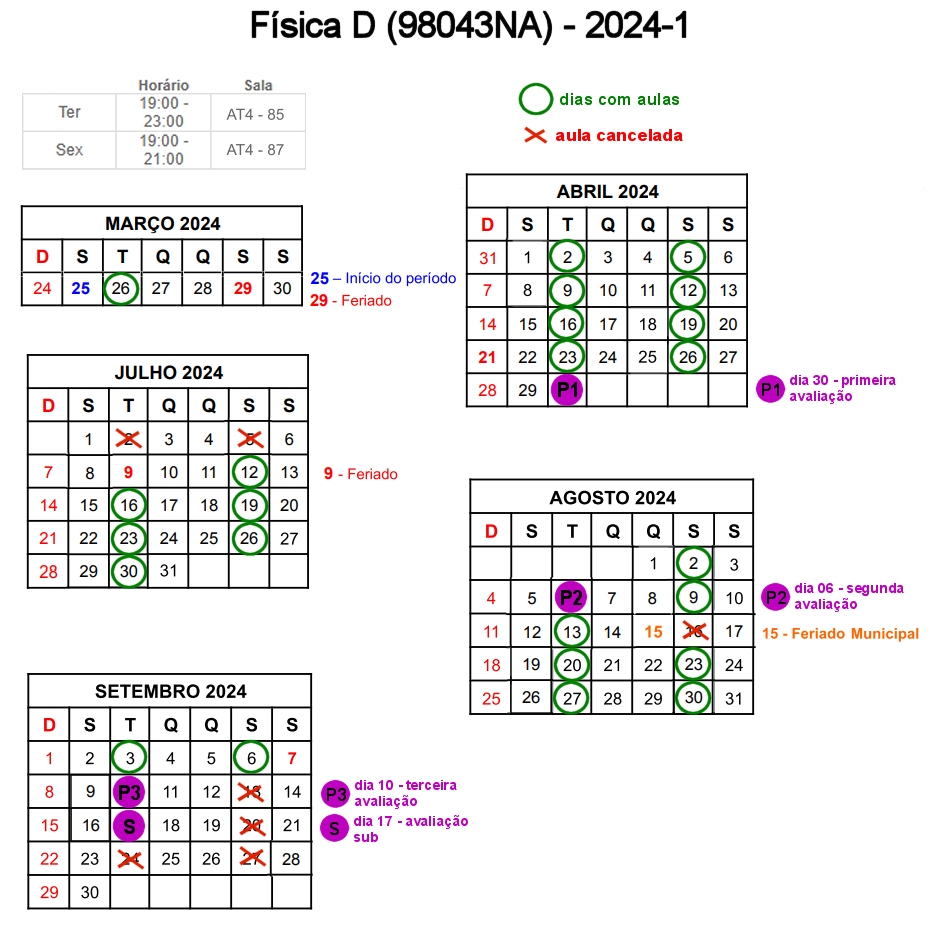 Física D (98043NA) - 2024-1
Horário Sala
Ter 19:00 - 23:00 AT4 - 85
Sex 19:00 - 21:00 AT4 - 87
dias com aulas
aula cancelada
MARÇO 2024
D S T Q Q S S
24 25 26 27 28 29 30
25 – Início do período
29 - Feriado
ABRIL 2024
D S T Q Q S S
31 1 2 3 4 5 6
7 8 9 10 11 12 13
14 15 16 17 18 19 20
21 22 23 24 25 26 27
28 29 P1
P1 dia 30 - primeira
avaliação
JULHO 2024
D S T Q Q S S
1 2 3 4 5 6
7 8 9 10 11 12 13
14 15 16 17 18 19 20
21 22 23 24 25 26 27
28 29 30 31
9 - Feriado
AGOSTO 2024
D S T Q Q S S
1 2 3
4 5 P2 7 8 9 10
11 12 13 14 15 16 17
18 19 20 21 22 23 24
25 26 27 28 29 30 31
P2 dia 06 - segunda
avaliação
15 - Feriado Municipal
SETEMBRO 2024
D S T Q Q S S
1 2 3 4 5 6 7
8 9 P3 11 12 13 14
15 16 S 18 19 20 21
22 23 24 25 26 27 28
29 30
P3 dia 10 - terceira
avaliação
S dia 17 - avaliação
sub